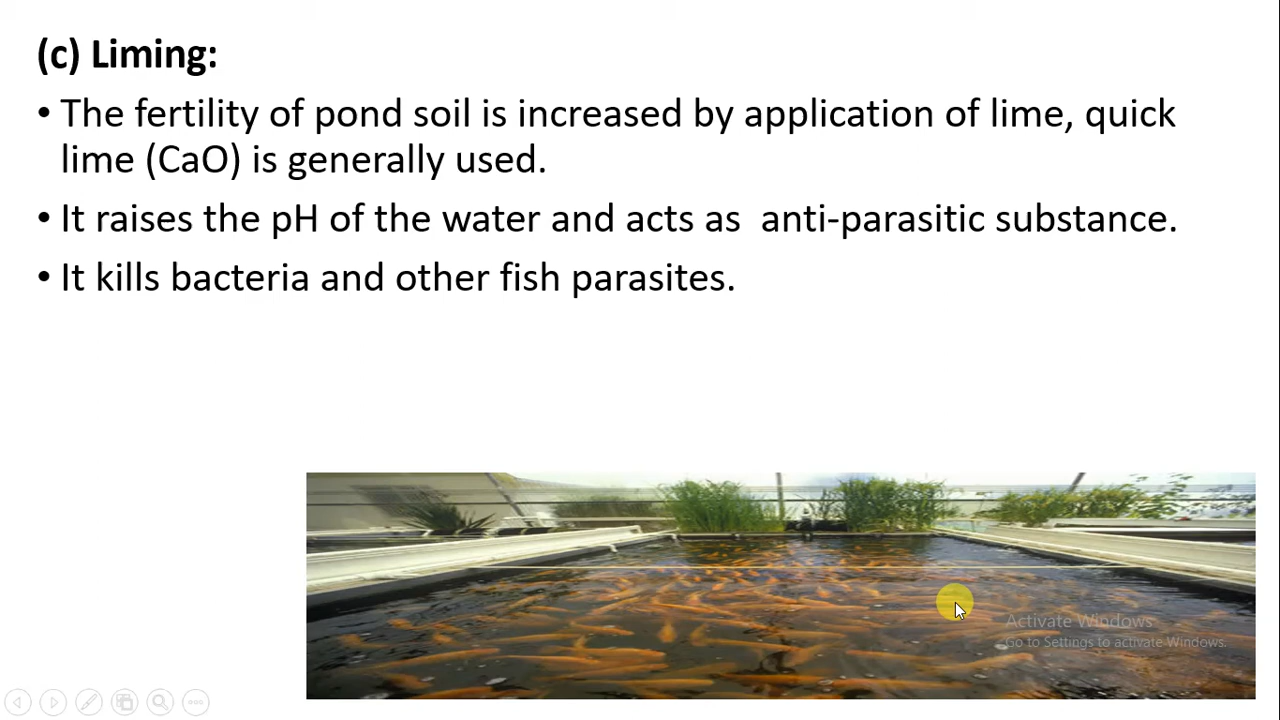 (c) Liming:
• The fertility of pond soil is increased by application of lime, quick
lime (CaO) is generally used.
• It raises the pH of the water and acts as  anti-parasitic substance.
• It kills bacteria and other fish parasites.
Activate Windows
Go to Settings to activate Windows.